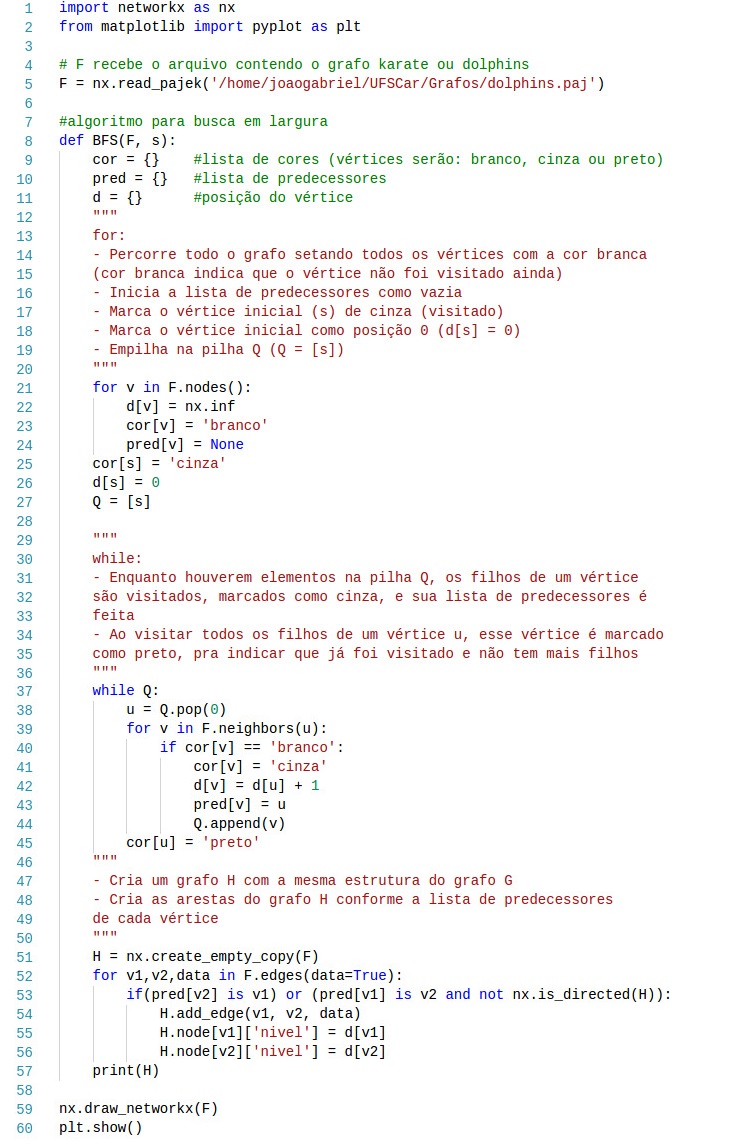 1 import networkx as nx
2 from matplotlib import pyplot as plt
3
4 # F recebe o arquivo contendo o grafo karate ou dolphins
5 F = nx.read_pajek('/home/joaogabriel/UFSCar/Grafos/dolphins.paj')
6
7 #algoritmo para busca em largura
8 def BFS(F, s):
9     cor = {}    #lista de cores (vértices serão: branco, cinza ou preto)
10     pred = {}   #lista de predecessores
11     d = {}      #posição do vértice
12     """
13     for:
14     - Percorre todo o grafo setando todos os vértices com a cor branca
15     (cor branca indica que o vértice não foi visitado ainda)
16     - Inicia a lista de predecessores como vazia
17     - Marca o vértice inicial (s) de cinza (visitado)
18     - Marca o vértice inicial como posição 0 (d[s] = 0)
19     - Empilha na pilha Q (Q = [s])
20     """
21     for v in F.nodes():
22         d[v] = nx.inf
23         cor[v] = 'branco'
24         pred[v] = None
25     cor[s] = 'cinza'
26     d[s] = 0
27     Q = [s]
28
29     """
30     while:
31     - Enquanto houverem elementos na pilha Q, os filhos de um vértice
32     são visitados, marcados como cinza, e sua lista de predecessores é
33     feita
34     - Ao visitar todos os filhos de um vértice u, esse vértice é marcado
35     como preto, pra indicar que já foi visitado e não tem mais filhos
36     """
37     while Q:
38         u = Q.pop(0)
39         for v in F.neighbors(u):
40             if cor[v] == 'branco':
41                 cor[v] = 'cinza'
42                 d[v] = d[u] + 1
43                 pred[v] = u
44                 Q.append(v)
45         cor[u] = 'preto'
46     """
47     - Cria um grafo H com a mesma estrutura do grafo G
48     - Cria as arestas do grafo H conforme a lista de predecessores
49     de cada vértice
50     """
51     H = nx.create_empty_copy(F)
52     for v1,v2,data in F.edges(data=True):
53         if(pred[v2] is v1) or (pred[v1] is v2 and not nx.is_directed(H)):
54             H.add_edge(v1, v2, data)
55             H.node[v1]['nivel'] = d[v1]
56             H.node[v2]['nivel'] = d[v2]
57     print(H)
58
59 nx.draw_networkx(F)
60 plt.show()